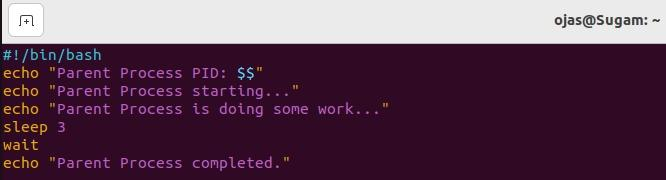 ojas@Sugam: ~
#!/bin/bash
echo "Parent Process PID: $$"
echo "Parent Process starting..."
echo "Parent Process is doing some work..."
sleep 3
wait
echo "Parent Process completed."